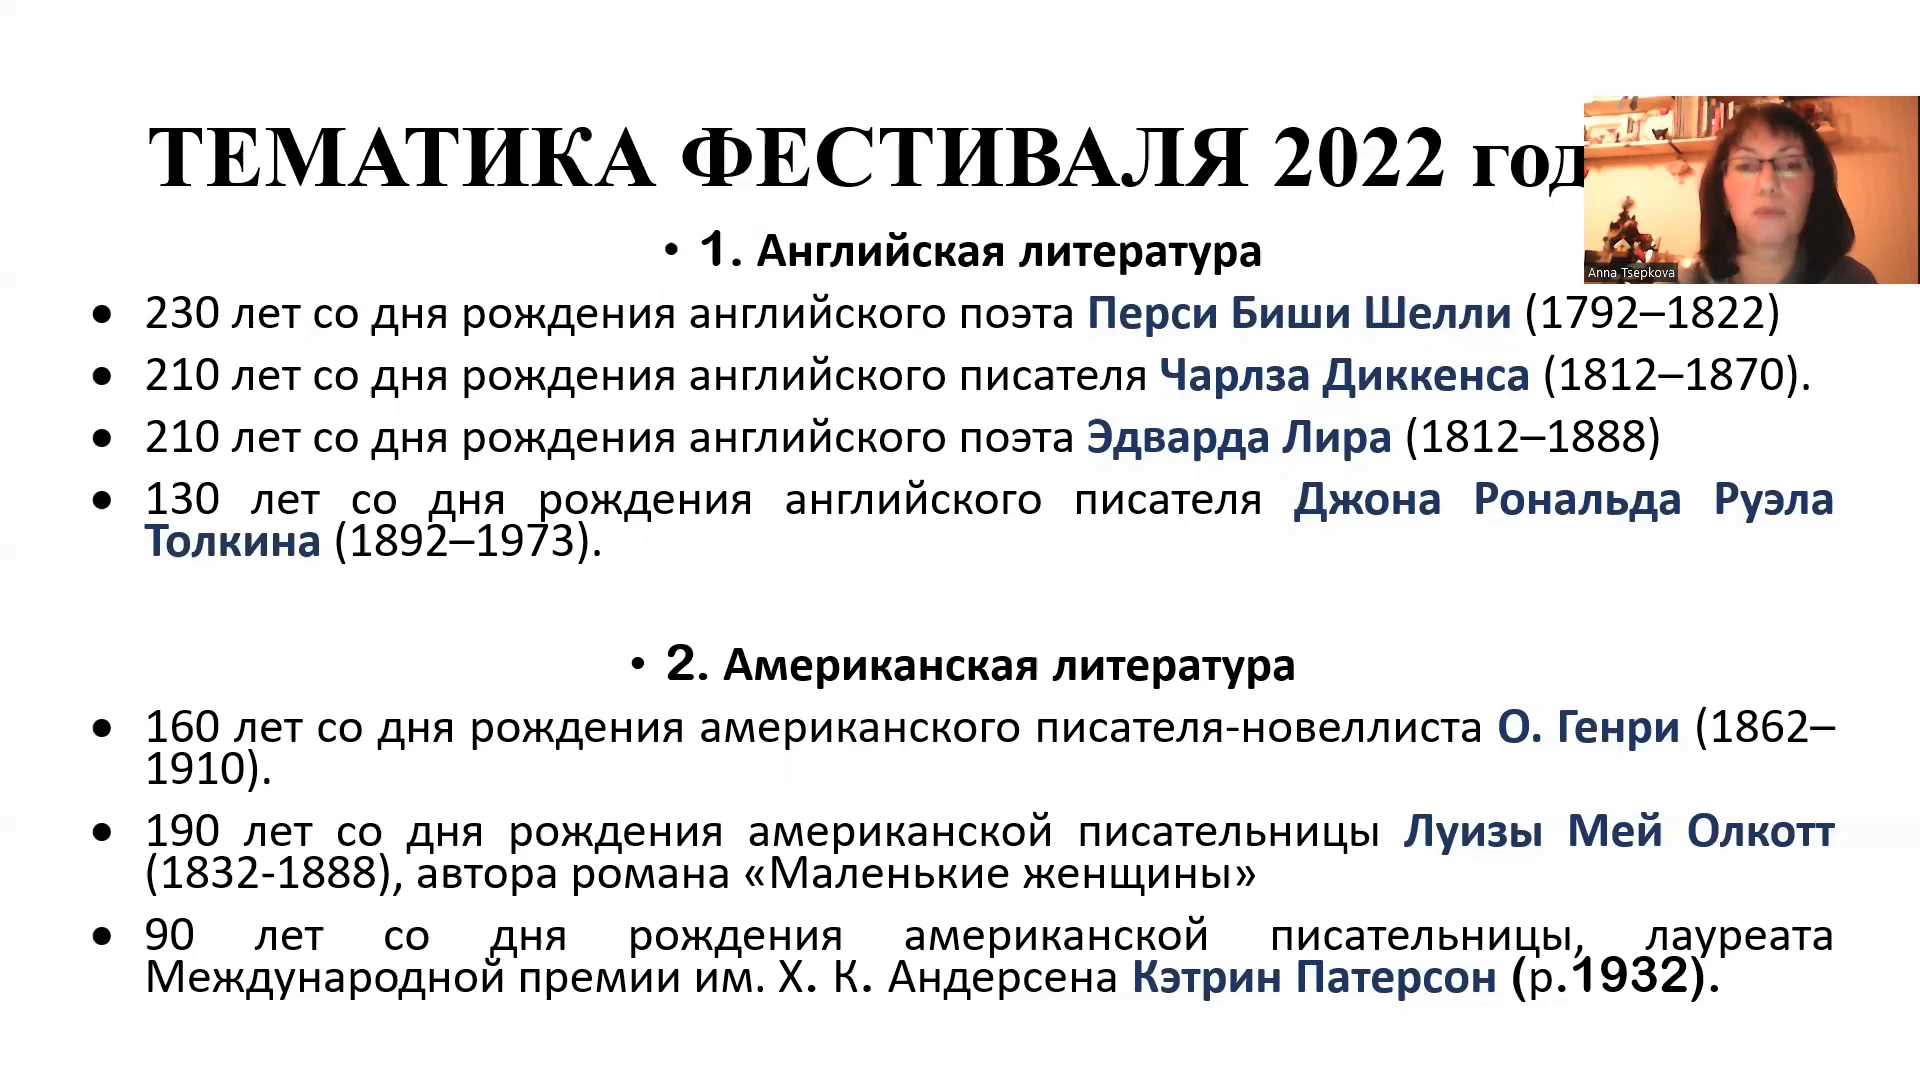 ТЕМАТИКА ФЕСТИВАЛЯ 2022 год
Anna Tsepkova
• 1. Английская литература
• 230 лет со дня рождения английского поэта Перси Биши Шелли (1792–1822)
• 210 лет со дня рождения английского писателя Чарлза Диккенса (1812–1870).
• 210 лет со дня рождения английского поэта Эдварда Лира (1812–1888)
• 130 лет со дня рождения английского писателя Джона Рональда Руэла
Толкина (1892–1973).
• 2. Американская литература
• 160 лет со дня рождения американского писателя-новеллиста О. Генри (1862–
1910).
• 190 лет со дня рождения американской писательницы Луизы Мей Олкотт
(1832-1888), автора романа «Маленькие женщины»
• 90 лет со дня рождения американской писательницы, лауреата
Международной премии им. Х. К. Андерсена Кэтрин Патерсон (р.1932).